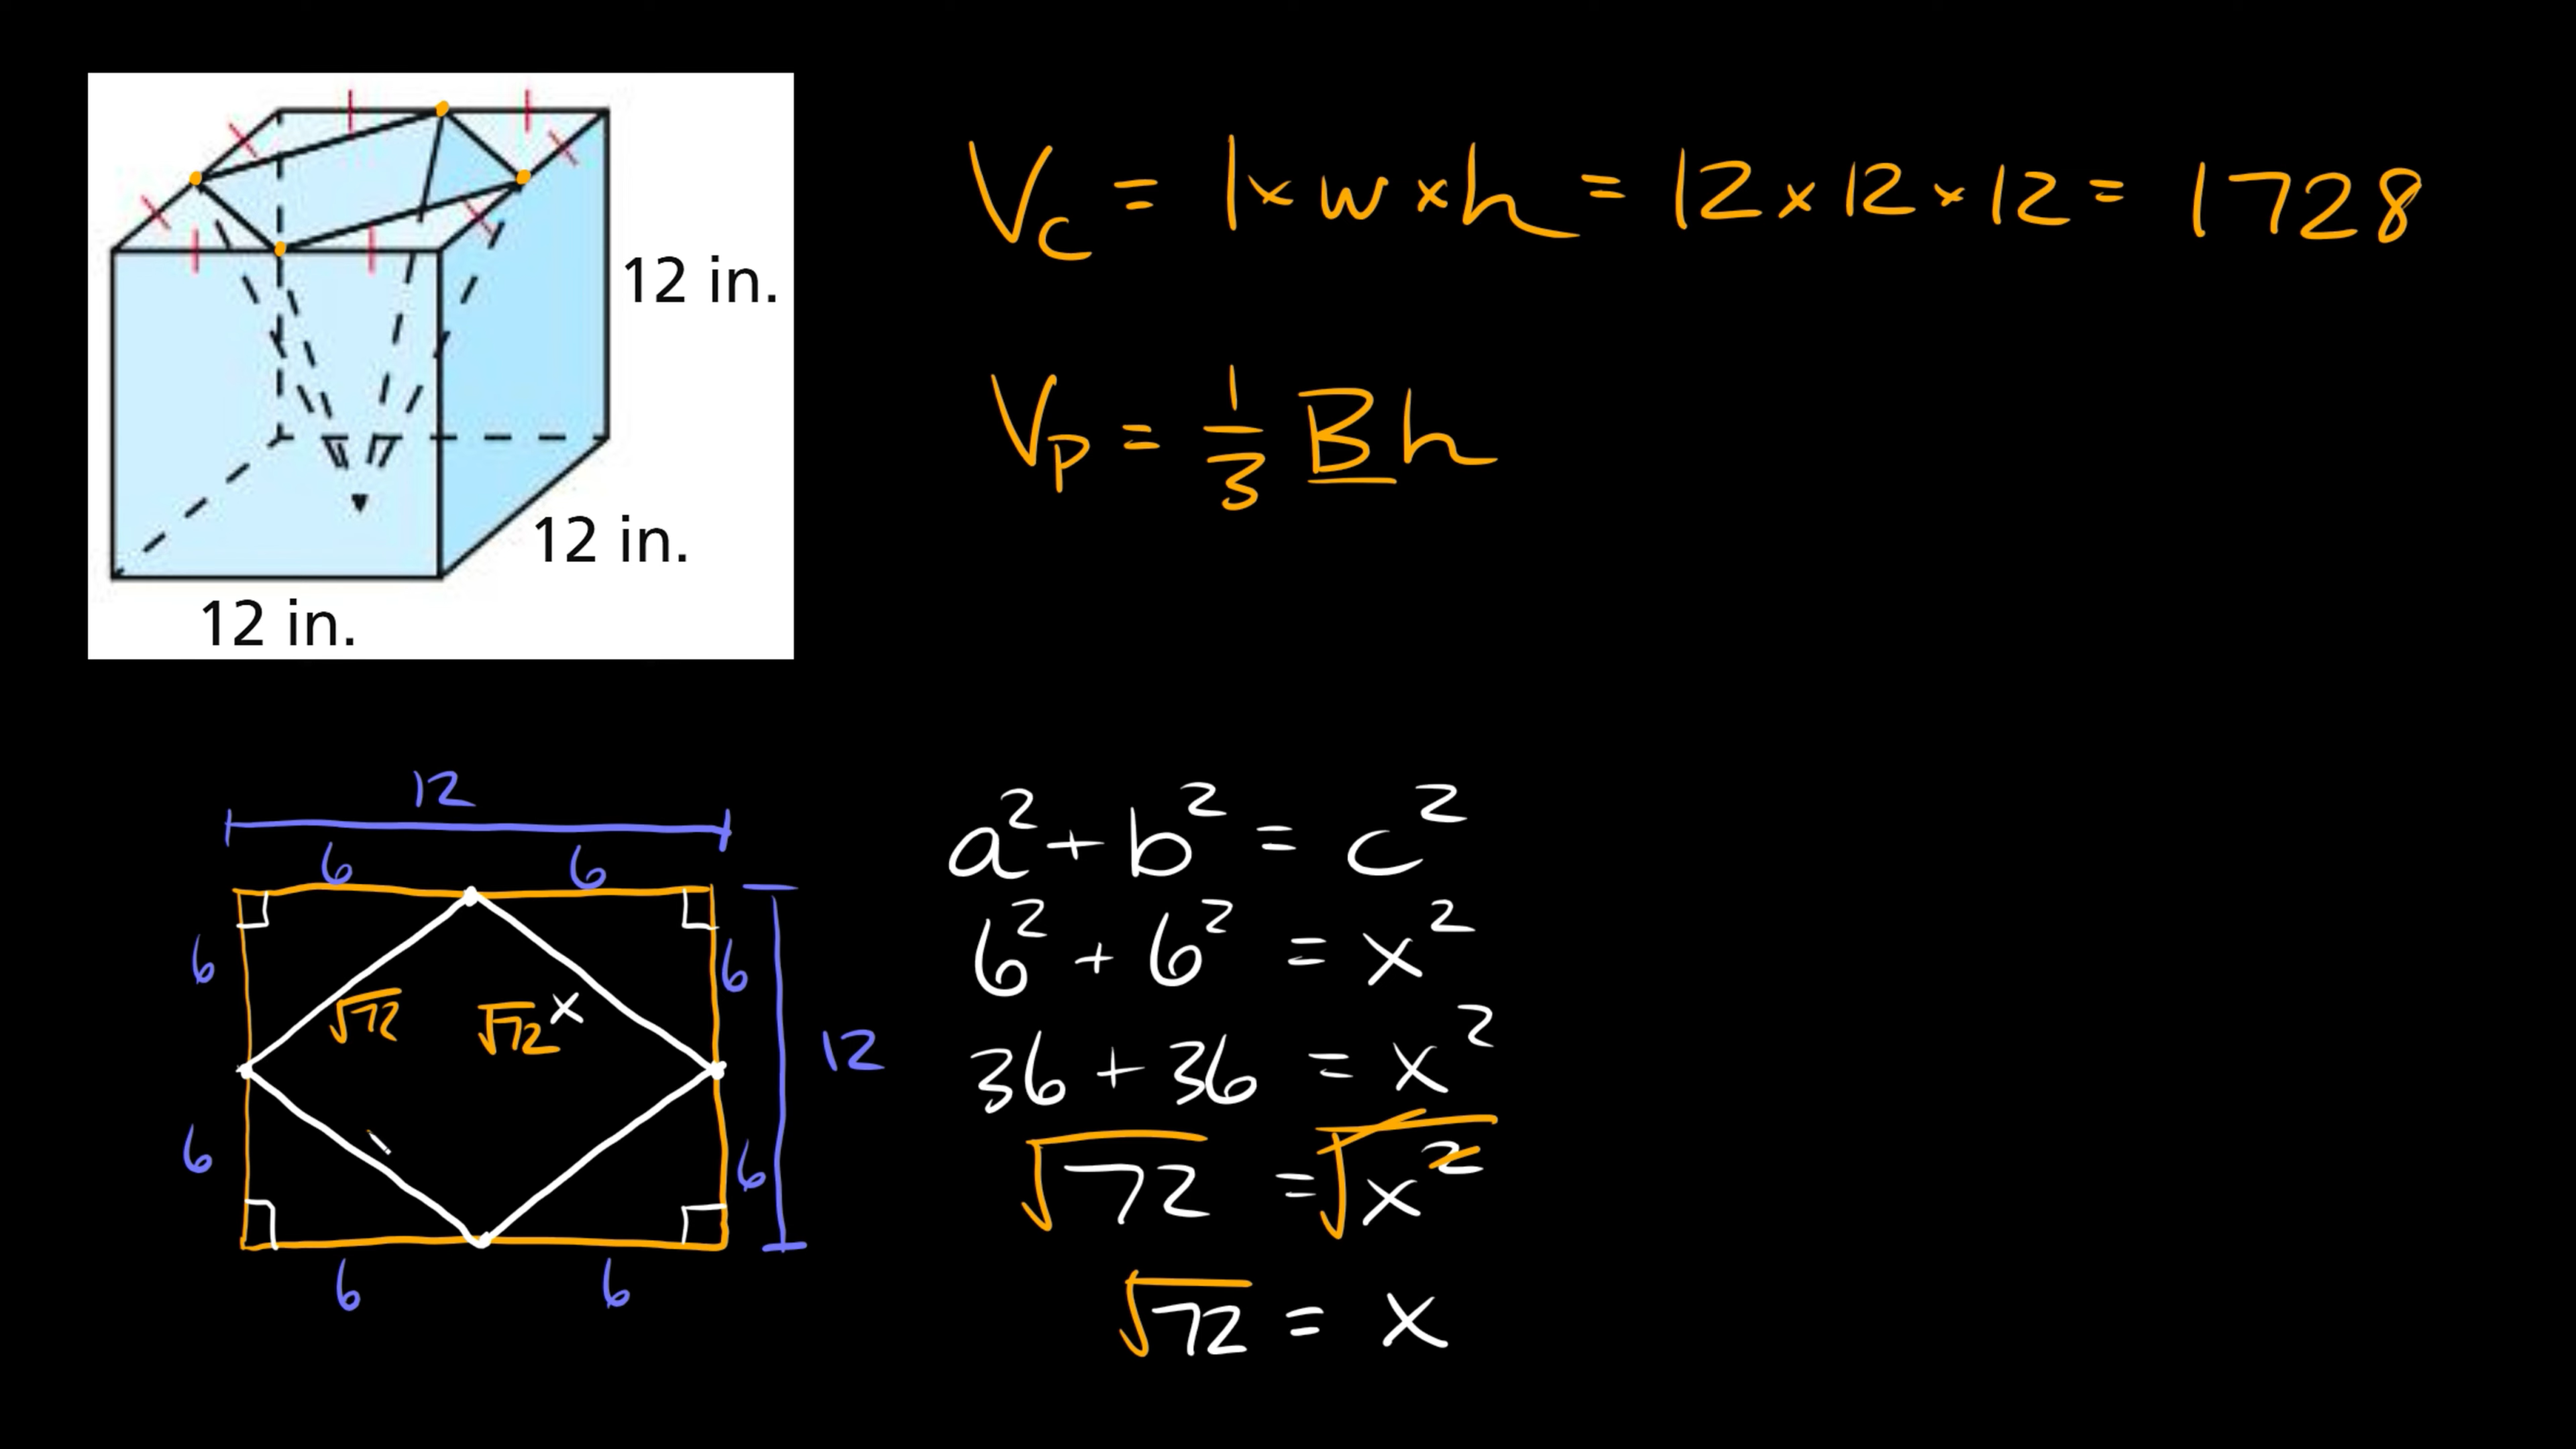 12 in.
12 in.
12 in.
V_c = l × w × h = 12 × 12 × 12 = 1728
V_P = 1/3 B h
12
6 6
6 6
√72 √72 x
12
6 6
6 6
a² + b² = c²
6² + 6² = x²
36 + 36 = x²
√72 = √x²
√72 = x